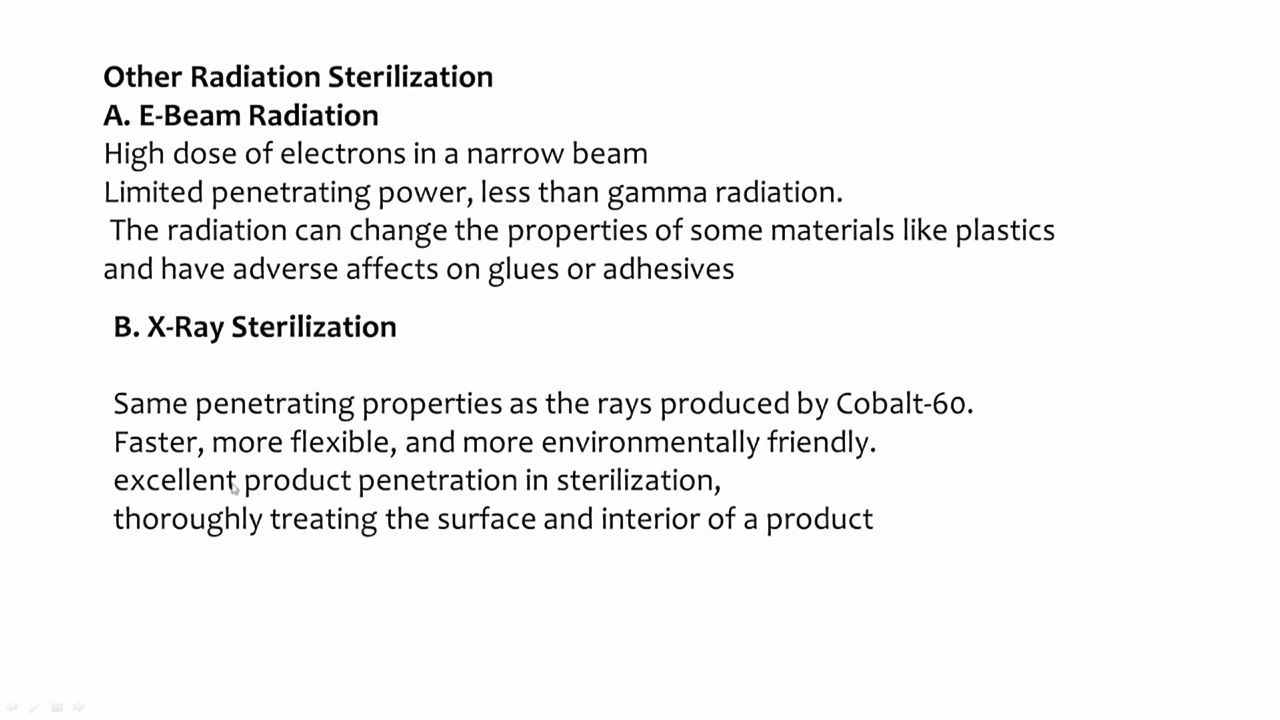 Other Radiation Sterilization
A. E-Beam Radiation
High dose of electrons in a narrow beam
Limited penetrating power, less than gamma radiation.
The radiation can change the properties of some materials like plastics
and have adverse affects on glues or adhesives
B. X-Ray Sterilization
Same penetrating properties as the rays produced by Cobalt-60.
Faster, more flexible, and more environmentally friendly.
excellent product penetration in sterilization,
thoroughly treating the surface and interior of a product